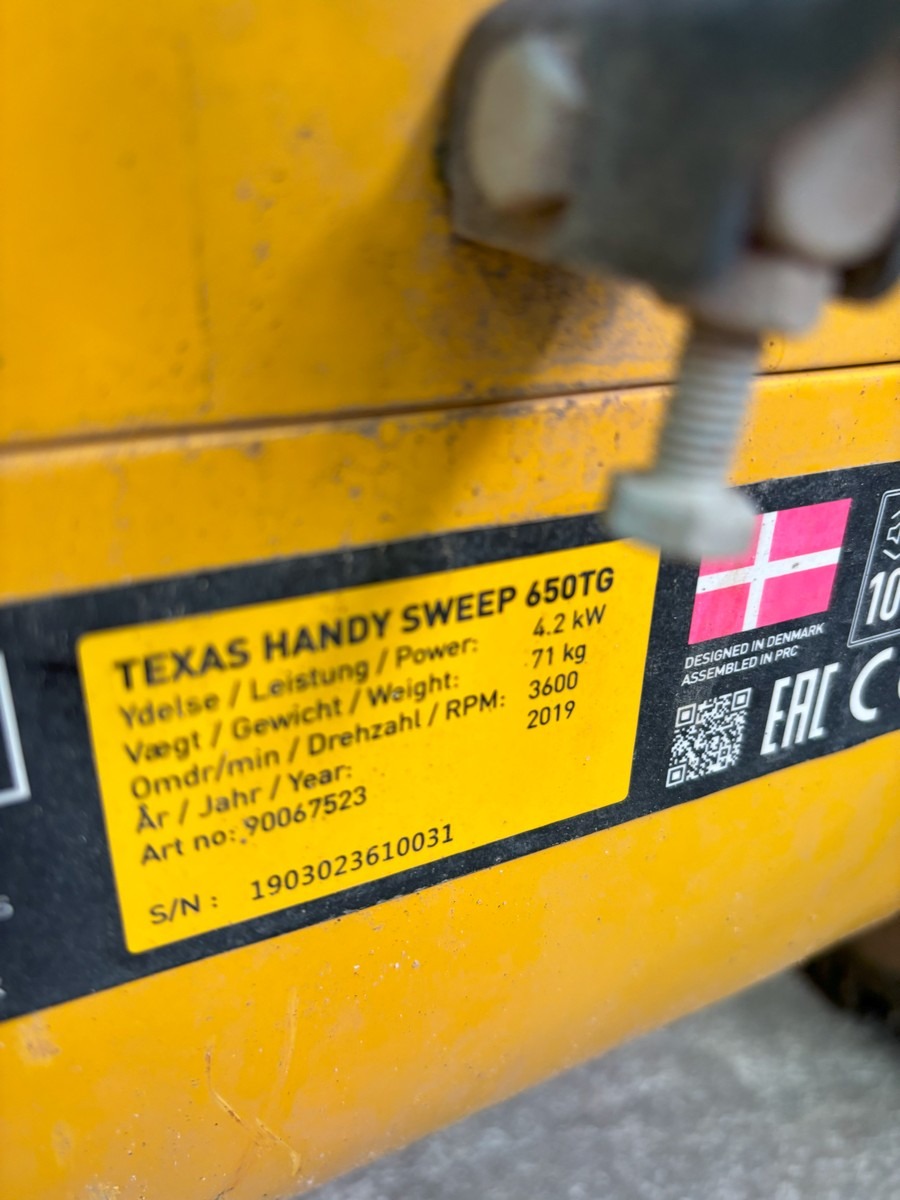 TEXAS HANDY SWEEP 650TG
Ydelse / Leistung / Power: 4.2 kW
Vægt / Gewicht / Weight: 71 kg
Omdr/min / Drehzahl / RPM: 3600
År / Jahr / Year: 2019
Art no: 90067523
S/N : 1903023610031
DESIGNED IN DENMARK
ASSEMBLED IN PRC
EAC